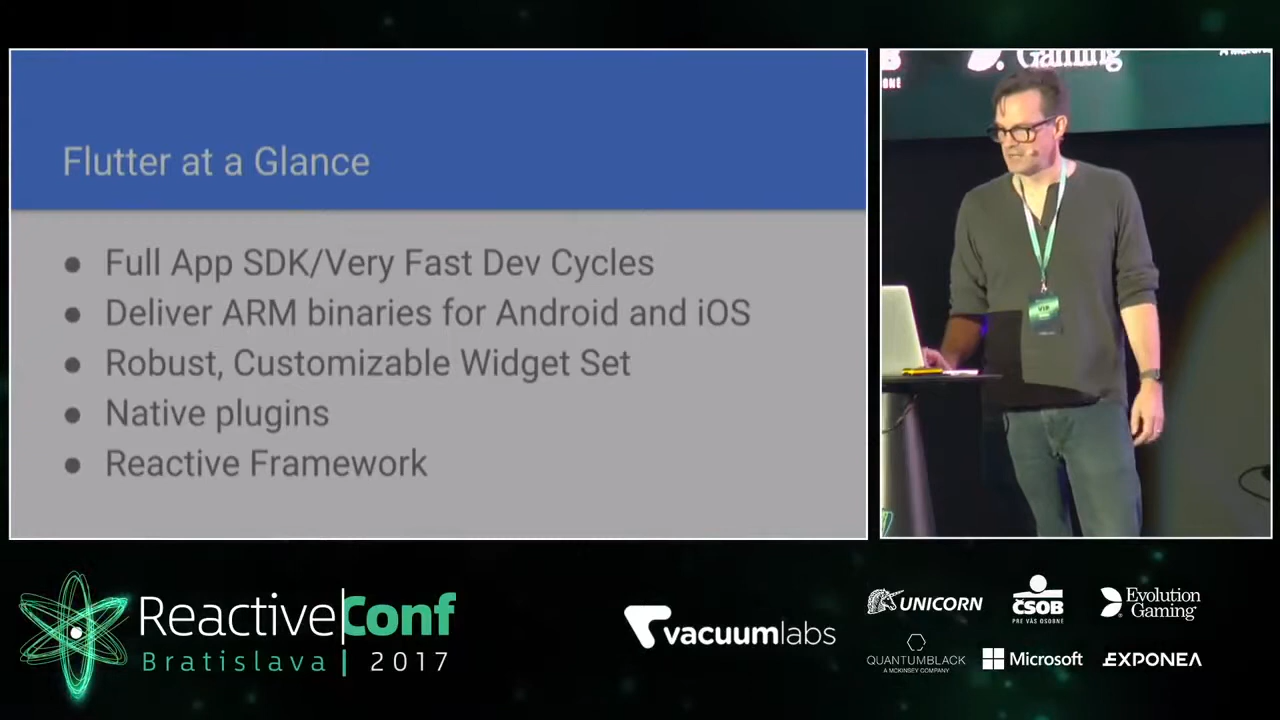 Flutter at a Glance
● Full App SDK/Very Fast Dev Cycles
● Deliver ARM binaries for Android and iOS
● Robust, Customizable Widget Set
● Native plugins
● Reactive Framework
Gaming
VIP
ReactiveConf
Bratislava | 2017
vacuumlabs
UNICORN
ČSOB
PRE VÁS OSOBNE
Evolution
Gaming
QUANTUMBLACK
A MCKINSEY COMPANY
Microsoft
EXPONEA